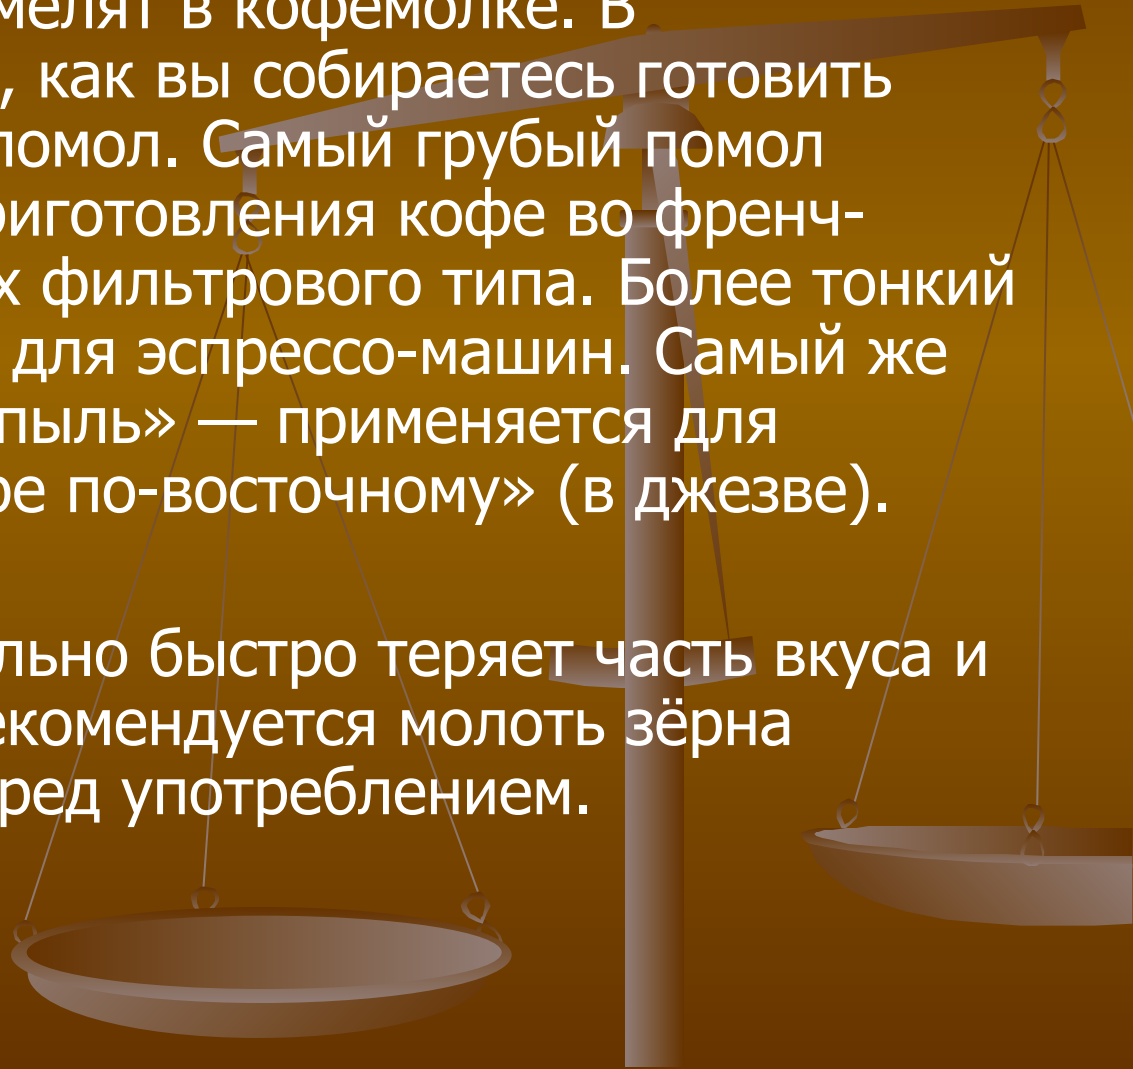 мелят в кофемолке. В
, как вы собираетесь готовить
помол. Самый грубый помол
риготовления кофе во френч-
х фильтрового типа. Более тонкий
для эспрессо-машин. Самый же
пыль» — применяется для
ре по-восточному» (в джезве).
льно быстро теряет часть вкуса и
екомендуется молоть зёрна
ред употреблением.